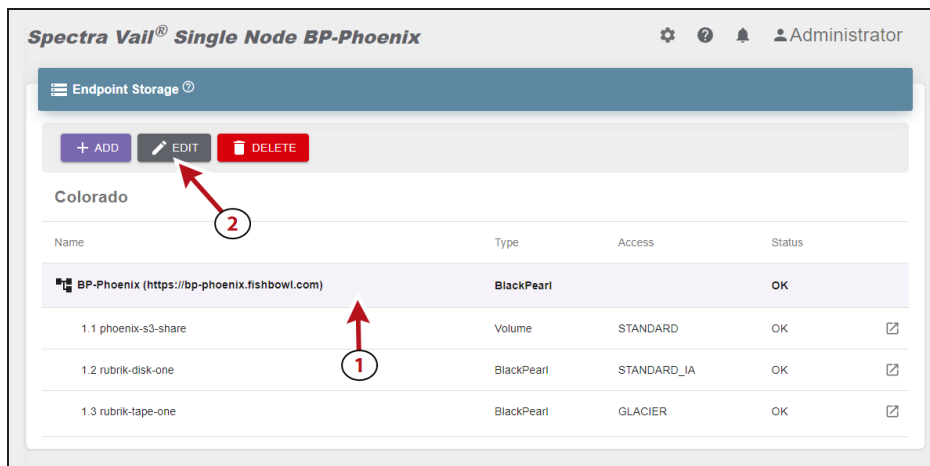 Spectra Vail® Single Node BP-Phoenix
Administrator
Endpoint Storage
+ ADD
EDIT
DELETE
2
Colorado
Name Type Access Status
BP-Phoenix (https://bp-phoenix.fishbowl.com) BlackPearl OK
1.1 phoenix-s3-share Volume STANDARD OK
1
1.2 rubrik-disk-one BlackPearl STANDARD_IA OK
1.3 rubrik-tape-one BlackPearl GLACIER OK